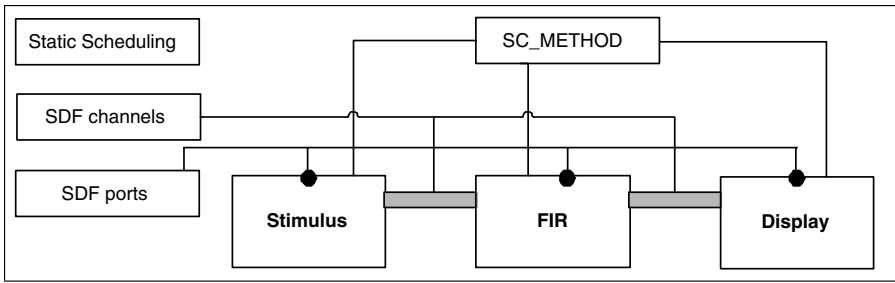 Static Scheduling
SC_METHOD
SDF channels
SDF ports
Stimulus
FIR
Display